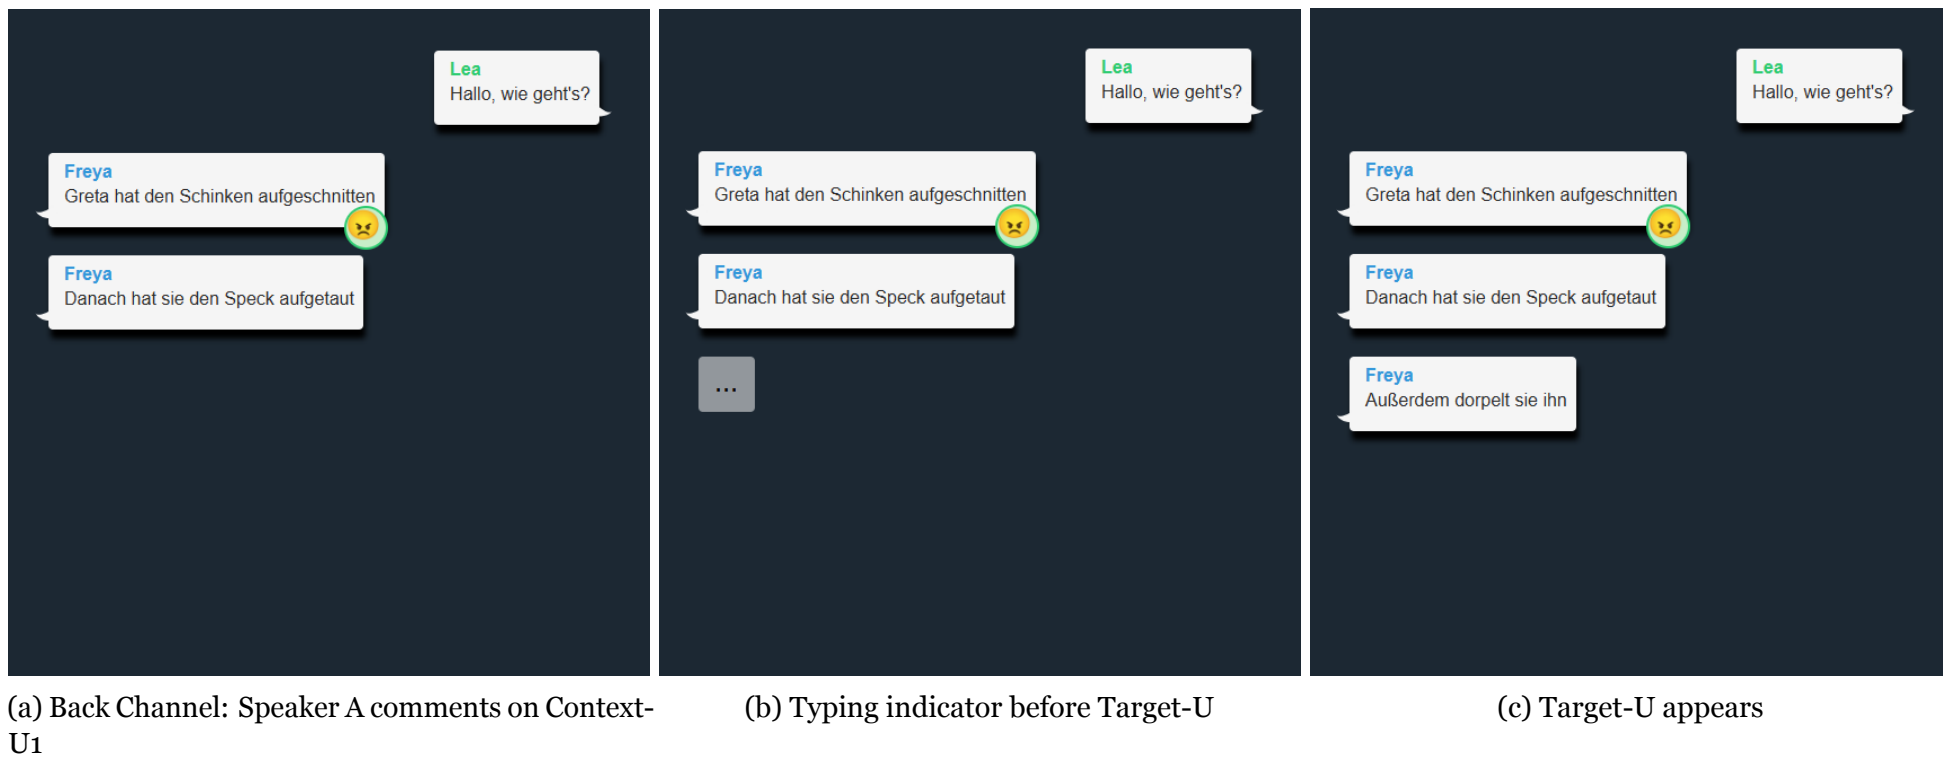 Lea
Hallo, wie geht's?
Freya
Greta hat den Schinken aufgeschnitten
Freya
Danach hat sie den Speck aufgetaut
(a) Back Channel: Speaker A comments on Context-
U1
Lea
Hallo, wie geht's?
Freya
Greta hat den Schinken aufgeschnitten
Freya
Danach hat sie den Speck aufgetaut
...
(b) Typing indicator before Target-U
Lea
Hallo, wie geht's?
Freya
Greta hat den Schinken aufgeschnitten
Freya
Danach hat sie den Speck aufgetaut
Freya
Außerdem dorpelt sie ihn
(c) Target-U appears